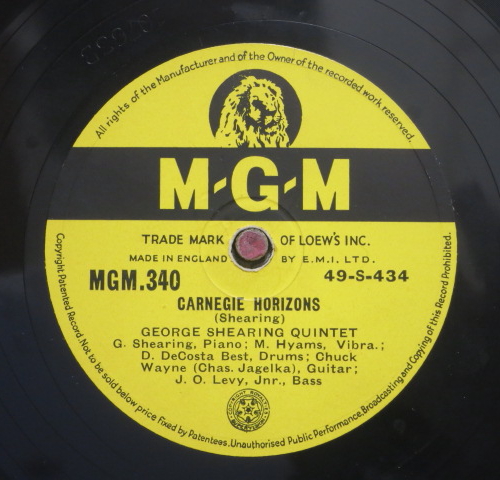 All rights of the Manufacturer and of the Owner of the recorded work reserved.
M-G-M
TRADE MARK OF LOEW'S INC.
MADE IN ENGLAND BY E.M.I. LTD.
MGM.340 49-S-434
CARNEGIE HORIZONS
(Shearing)
GEORGE SHEARING QUINTET
G. Shearing, Piano; M. Hyams, Vibra.;
D. DeCosta Best, Drums; Chuck
Wayne (Chas. Jagelka), Guitar;
J. O. Levy, Jnr., Bass
Copyright Patented Record. Not to be sold below price Fixed by Patentees. Unauthorised Public Performance, Broadcasting and Copying of this Record Prohibited.